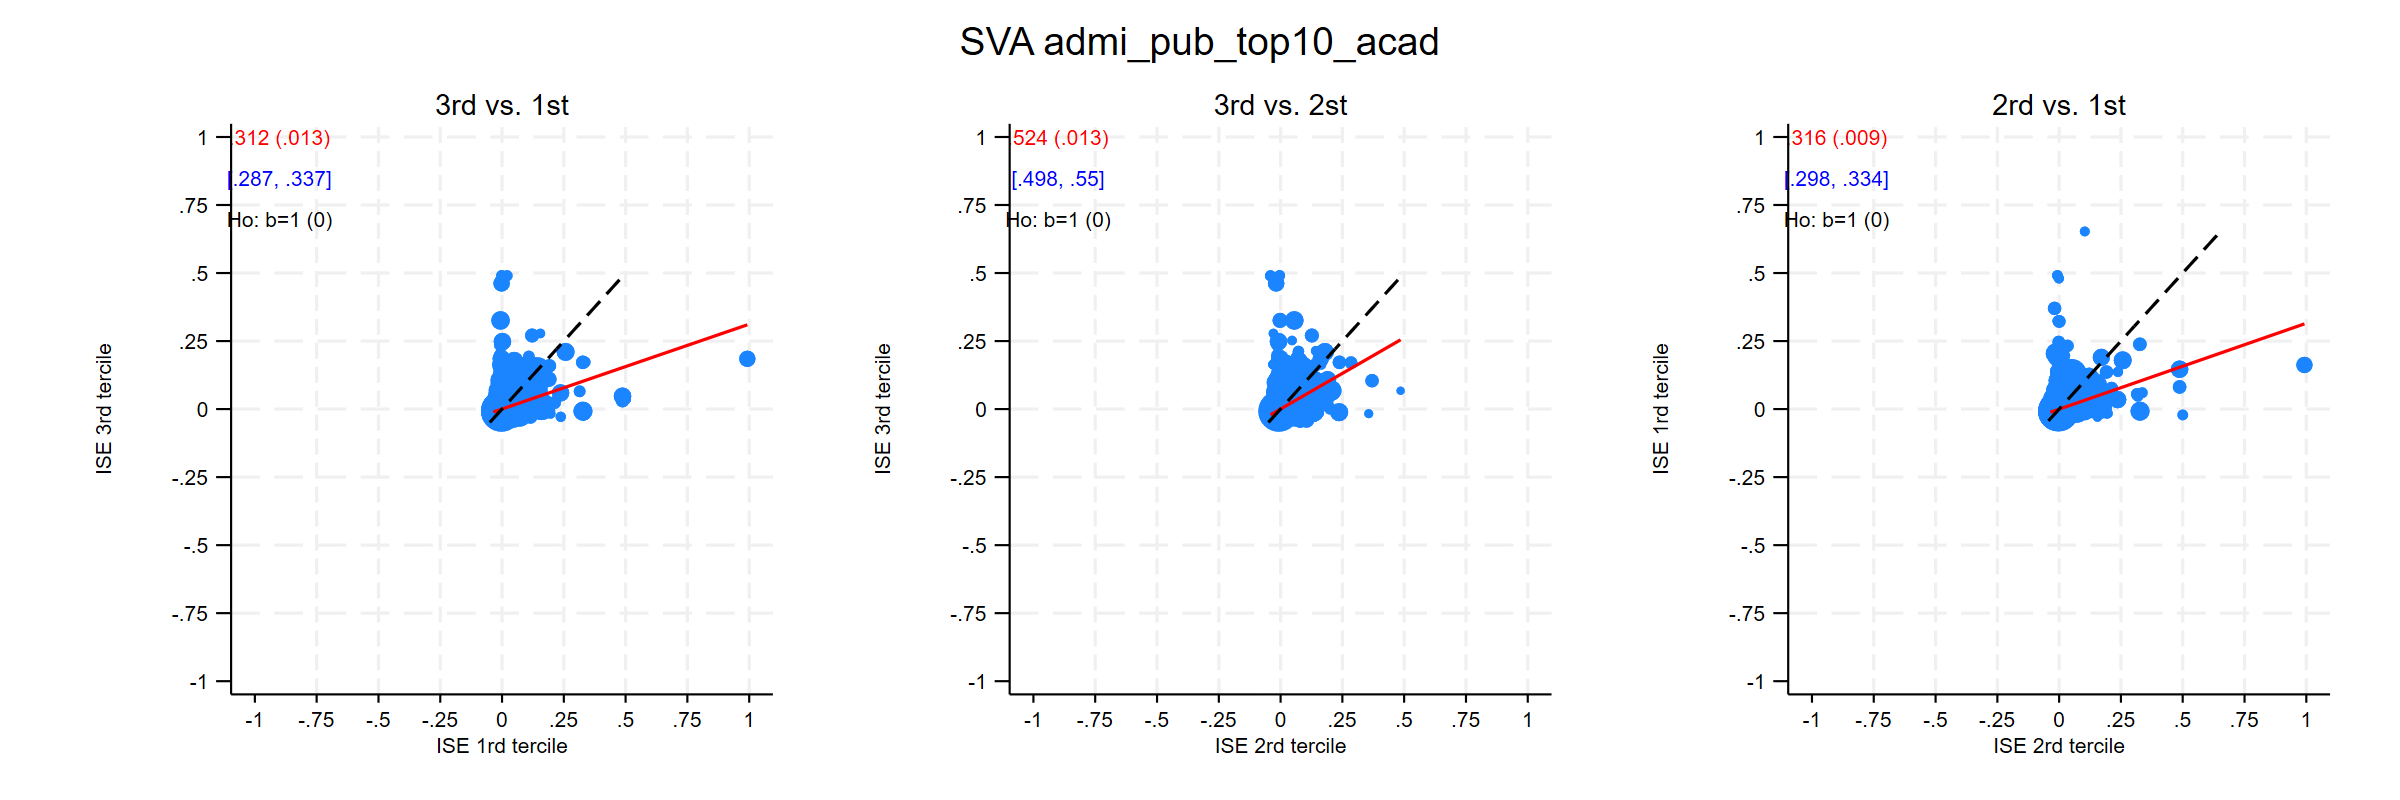 SVA admi_pub_top10_acad
3rd vs. 1st
.312 (.013)
[.287, .337]
Ho: b=1 (0)
1
.75
.5
.25
0
-.25
-.5
-.75
-1
ISE 3rd tercile
-1 -.75 -.5 -.25 0 .25 .5 .75 1
ISE 1rd tercile
3rd vs. 2st
.524 (.013)
[.498, .55]
Ho: b=1 (0)
1
.75
.5
.25
0
-.25
-.5
-.75
-1
ISE 3rd tercile
-1 -.75 -.5 -.25 0 .25 .5 .75 1
ISE 2rd tercile
2rd vs. 1st
.316 (.009)
[.298, .334]
Ho: b=1 (0)
1
.75
.5
.25
0
-.25
-.5
-.75
-1
ISE 1rd tercile
-1 -.75 -.5 -.25 0 .25 .5 .75 1
ISE 2rd tercile